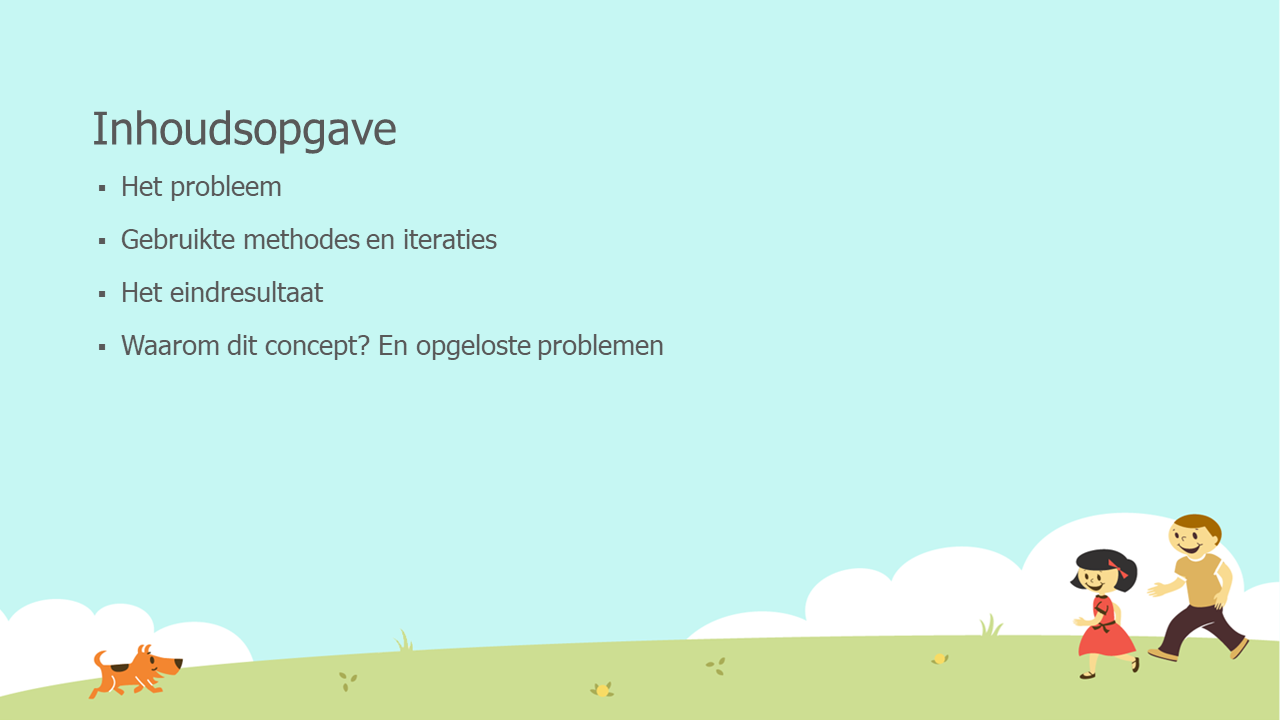 Inhoudsopgave
▪ Het probleem
▪ Gebruikte methodes en iteraties
▪ Het eindresultaat
▪ Waarom dit concept? En opgeloste problemen